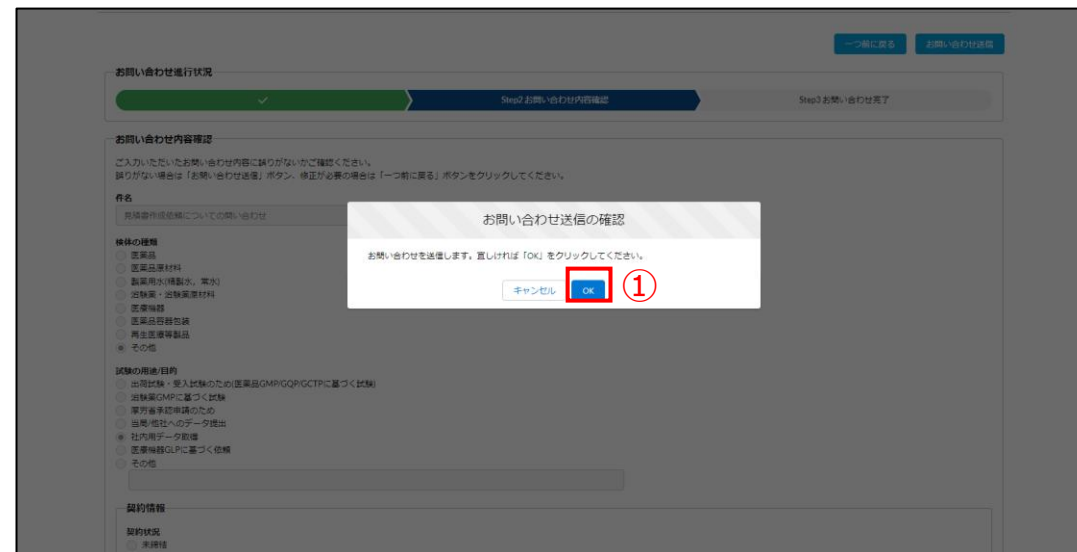 一つ前に戻る お問い合わせ送信
お問い合わせ進行状況
Step2 お問い合わせ内容確認 Step3 お問い合わせ完了
お問い合わせ内容確認
ご入力いただいたお問い合わせ内容に誤りがないかご確認ください。
誤りがない場合は「お問い合わせ送信」ボタン、修正が必要の場合は「一つ前に戻る」ボタンをクリックしてください。
件名
見積書作成依頼についての問い合わせ
お問い合わせ送信の確認
お問い合わせを送信します。宜しければ「OK」をクリックしてください。
キャンセル OK ①
検体の種類
医薬品
医薬品原材料
製薬用水(精製水、常水)
治験薬・治験薬原材料
医療機器
医薬品容器包装
再生医療等製品
その他
試験の用途/目的
出荷試験・受入試験のため(医薬品GMP/GQP/GCTPに基づく試験)
治験薬GMPに基づく試験
厚労省承認申請のため
当局/他社へのデータ提出
社内用データ取得
医療機器GLPに基づく依頼
その他
契約情報
契約状況
未締結